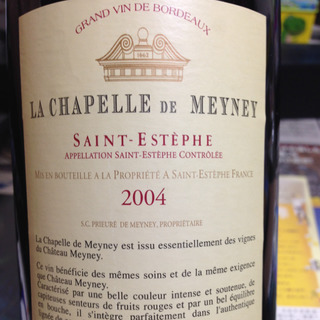 GRAND VIN DE BORDEAUX
1662
LA CHAPELLE DE MEYNEY
SAINT-ESTÈPHE
APPELLATION SAINT-ESTÈPHE CONTRÔLÉE
MIS EN BOUTEILLE A LA PROPRIÉTÉ A SAINT-ESTÈPHE FRANCE
2004
S.C. PRIEURÉ DE MEYNEY, PROPRIÉTAIRE
La Chapelle de Meyney est issu essentiellement des vignes
du Château Meyney.
Ce vin bénéficie des mêmes soins et de la même exigence
que Château Meyney.
Caractérisé par une belle couleur intense et soutenue, de
capiteuses senteurs de fruits rouges et par un bel équilibre
en bouche, il s'intègre parfaitement dans l'authentique